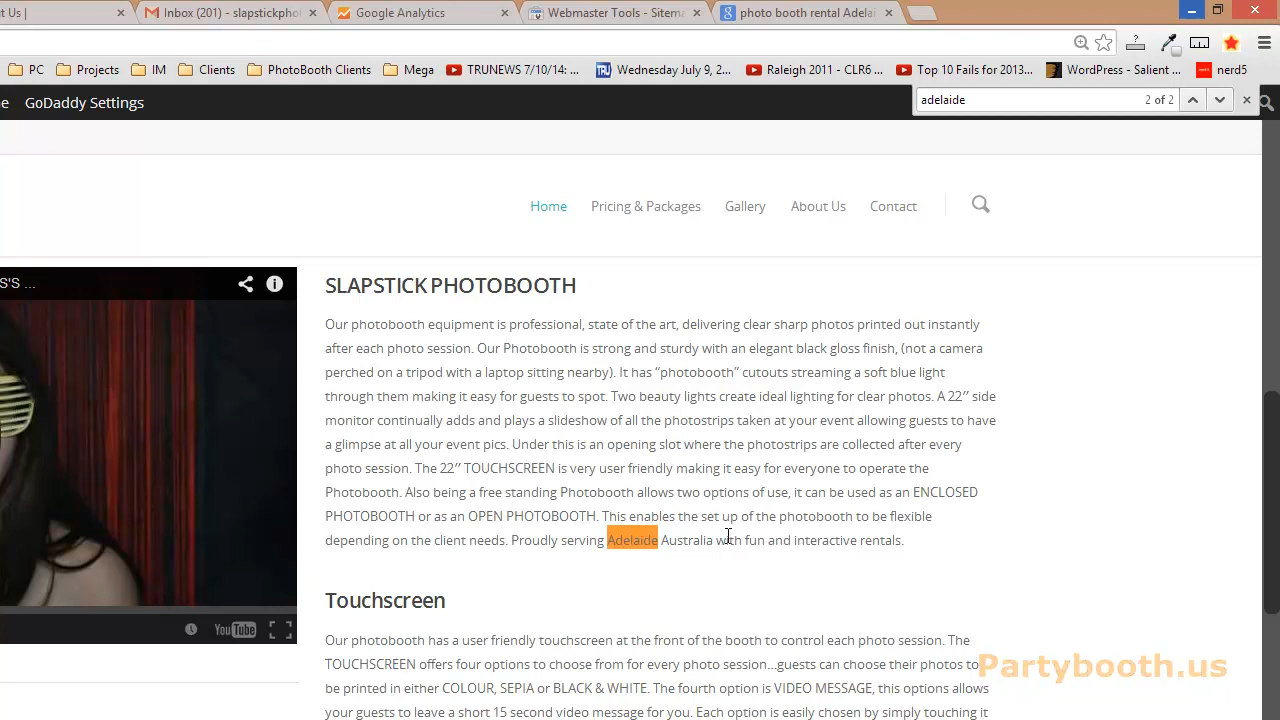 t Us |
Inbox (201) - slapstickpho
Google Analytics
Webmaster Tools - Sitema
photo booth rental Adelai
PC
Projects
IM
Clients
PhotoBooth Clients
Mega
TRUNEWS 7/10/14: ...
Wednesday July 9, 2...
Raleigh 2011 - CLR6 ...
Top 10 Fails for 2013...
WordPress - Salient ...
nerd5
e GoDaddy Settings
adelaide 2 of 2
Home Pricing & Packages Gallery About Us Contact
S'S ...
YouTube
SLAPSTICK PHOTOBOOTH
Our photobooth equipment is professional, state of the art, delivering clear sharp photos printed out instantly
after each photo session. Our Photobooth is strong and sturdy with an elegant black gloss finish, (not a camera
perched on a tripod with a laptop sitting nearby). It has “photobooth” cutouts streaming a soft blue light
through them making it easy for guests to spot. Two beauty lights create ideal lighting for clear photos. A 22″ side
monitor continually adds and plays a slideshow of all the photostrips taken at your event allowing guests to have
a glimpse at all your event pics. Under this is an opening slot where the photostrips are collected after every
photo session. The 22″ TOUCHSCREEN is very user friendly making it easy for everyone to operate the
Photobooth. Also being a free standing Photobooth allows two options of use, it can be used as an ENCLOSED
PHOTOBOOTH or as an OPEN PHOTOBOOTH. This enables the set up of the photobooth to be flexible
depending on the client needs. Proudly serving Adelaide Australia with fun and interactive rentals.
Touchscreen
Our photobooth has a user friendly touchscreen at the front of the booth to control each photo session. The
TOUCHSCREEN offers four options to choose from for every photo session...guests can choose their photos to
be printed in either COLOUR, SEPIA or BLACK & WHITE. The fourth option is VIDEO MESSAGE, this options allows
your guests to leave a short 15 second video message for you. Each option is easily chosen by simply touching it
Partybooth.us